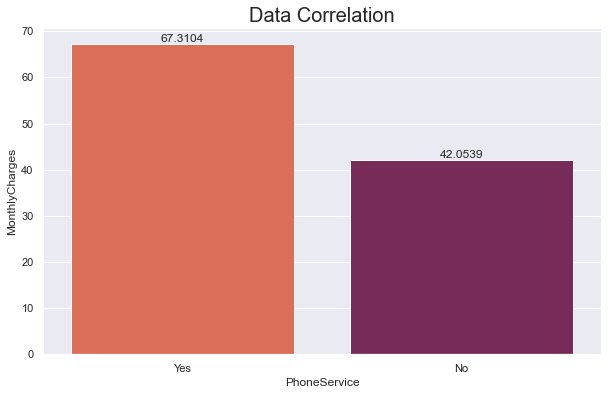 Data Correlation
70
60
50
40
30
20
10
0
MonthlyCharges
67.3104
42.0539
Yes
No
PhoneService